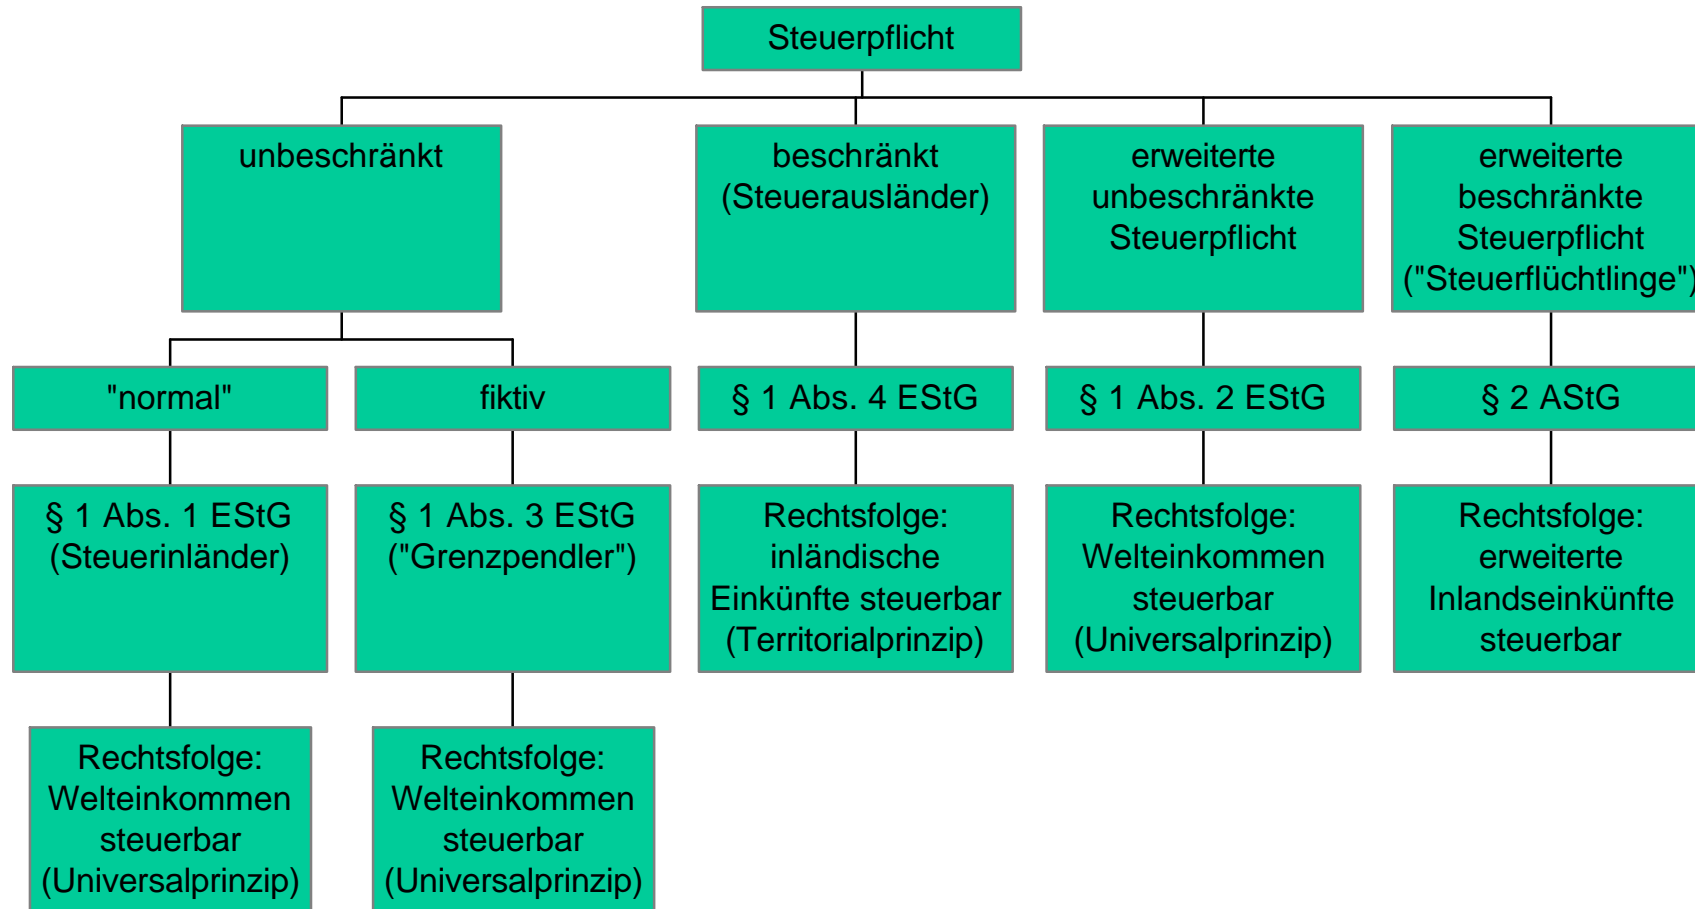 Steuerpflicht
unbeschränkt
beschränkt
(Steuerausländer)
erweiterte
unbeschränkte
Steuerpflicht
erweiterte
beschränkte
Steuerpflicht
("Steuerflüchtlinge")
"normal"
fiktiv
§ 1 Abs. 4 EStG
§ 1 Abs. 2 EStG
§ 2 AStG
§ 1 Abs. 1 EStG
(Steuerinländer)
§ 1 Abs. 3 EStG
("Grenzpendler")
Rechtsfolge:
inländische
Einkünfte steuerbar
(Territorialprinzip)
Rechtsfolge:
Welteinkommen
steuerbar
(Universalprinzip)
Rechtsfolge:
erweiterte
Inlandseinkünfte
steuerbar
Rechtsfolge:
Welteinkommen
steuerbar
(Universalprinzip)
Rechtsfolge:
Welteinkommen
steuerbar
(Universalprinzip)